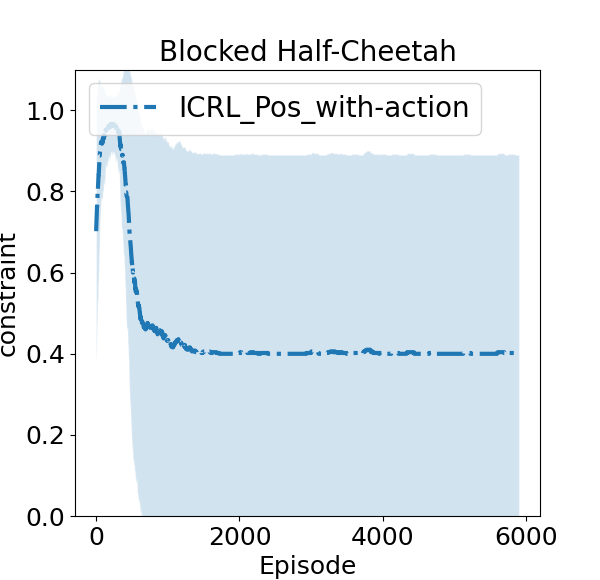 Blocked Half-Cheetah
ICRL_Pos_with-action
constraint
1.0
0.8
0.6
0.4
0.2
0.0
0 2000 4000 6000
Episode